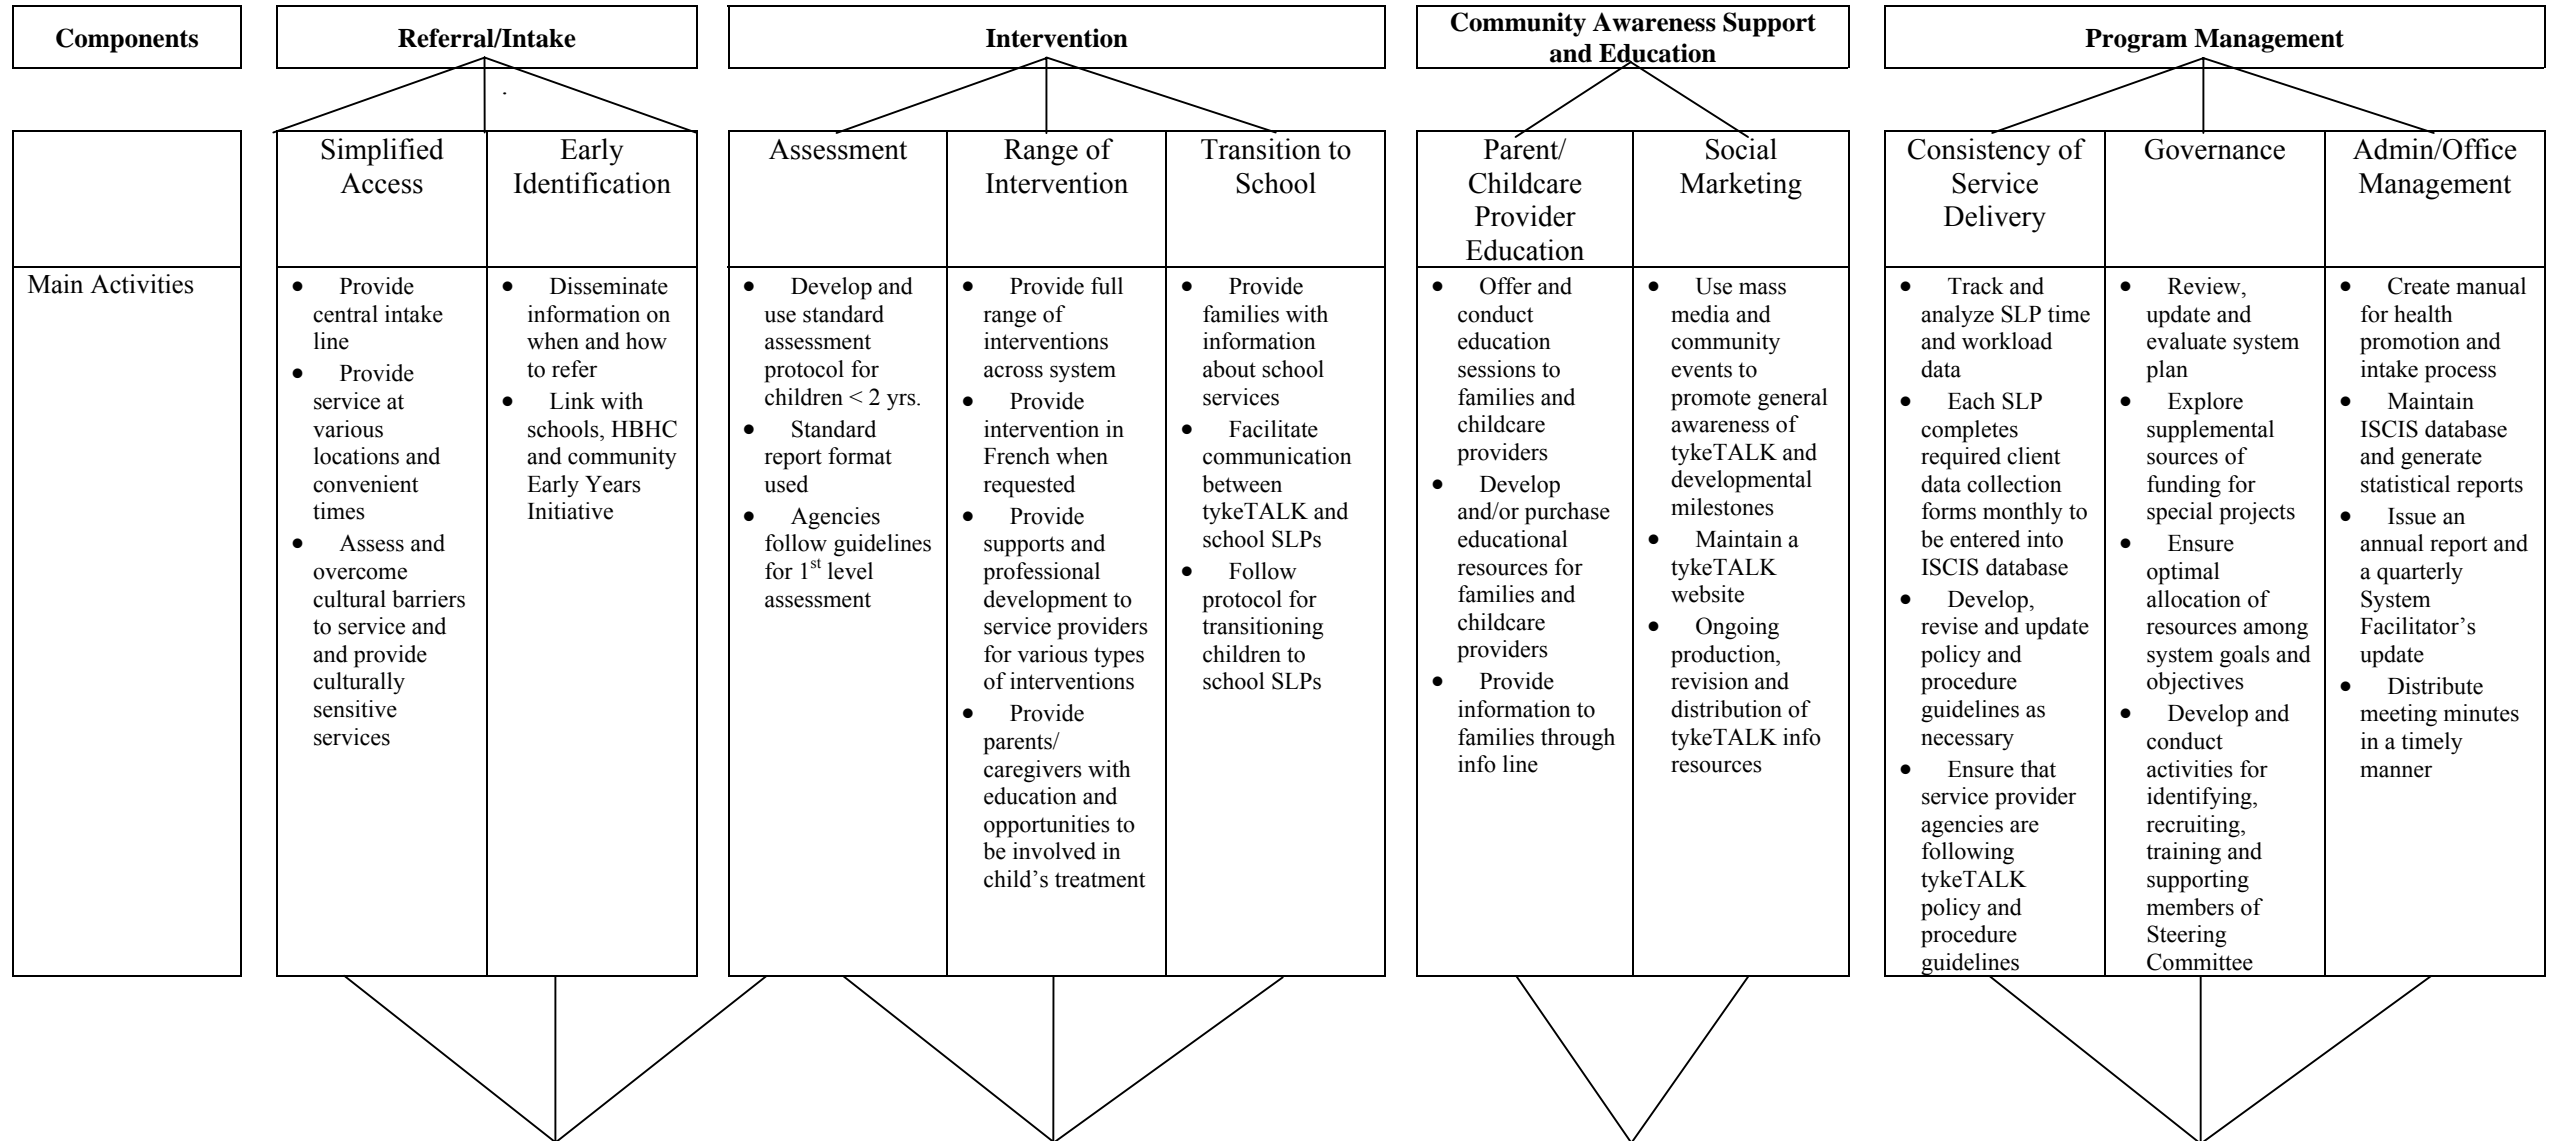 Components
Referral/Intake
Intervention
Community Awareness Support
and Education
Program Management
.
Simplified
Access
Early
Identification
Assessment
Range of
Intervention
Transition to
School
Parent/
Childcare
Provider
Education
Social
Marketing
Consistency of
Service
Delivery
Governance
Admin/Office
Management
Main Activities
• Provide
central intake
line
• Provide
service at
various
locations and
convenient
times
• Assess and
overcome
cultural barriers
to service and
and provide
culturally
sensitive
services
• Disseminate
information on
when and how
to refer
• Link with
schools, HBHC
and community
Early Years
Initiative
• Develop and
use standard
assessment
protocol for
children < 2 yrs.
• Standard
report format
used
• Agencies
follow guidelines
for 1st level
assessment
• Provide full
range of
interventions
across system
• Provide
intervention in
French when
requested
• Provide
supports and
professional
development to
service providers
for various types
of interventions
• Provide
parents/
caregivers with
education and
opportunities to
be involved in
child’s treatment
• Provide
families with
information
about school
services
• Facilitate
communication
between
tykeTALK and
school SLPs
• Follow
protocol for
transitioning
children to
school SLPs
• Offer and
conduct
education
sessions to
families and
childcare
providers
• Develop
and/or purchase
educational
resources for
families and
childcare
providers
• Provide
information to
families through
info line
• Use mass
media and
community
events to
promote general
awareness of
tykeTALK and
developmental
milestones
• Maintain a
tykeTALK
website
• Ongoing
production,
revision and
distribution of
tykeTALK info
resources
• Track and
analyze SLP time
and workload
data
• Each SLP
completes
required client
data collection
forms monthly to
be entered into
ISCIS database
• Develop,
revise and update
policy and
procedure
guidelines as
necessary
• Ensure that
service provider
agencies are
following
tykeTALK
policy and
procedure
guidelines
• Review,
update and
evaluate system
plan
• Explore
supplemental
sources of
funding for
special projects
• Ensure
optimal
allocation of
resources among
system goals and
objectives
• Develop and
conduct
activities for
identifying,
recruiting,
training and
supporting
members of
Steering
Committee
• Create manual
for health
promotion and
intake process
• Maintain
ISCIS database
and generate
statistical reports
• Issue an
annual report and
a quarterly
System
Facilitator’s
update
• Distribute
meeting minutes
in a timely
manner